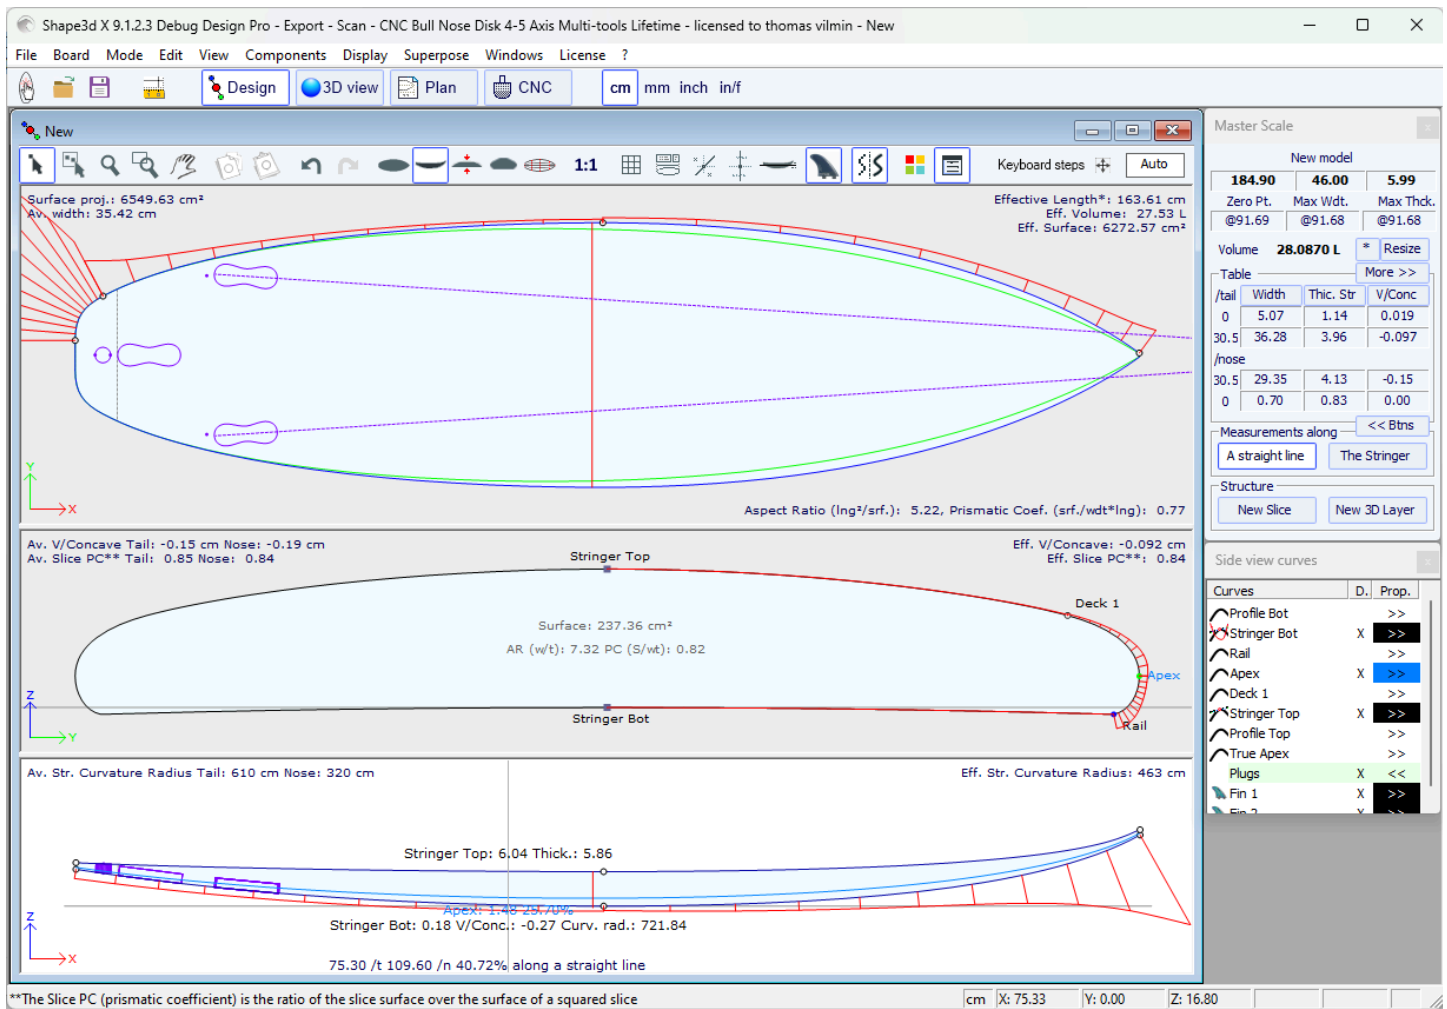 Shape3d X 9.1.2.3 Debug Design Pro - Export - Scan - CNC Bull Nose Disk 4-5 Axis Multi-tools Lifetime - licensed to thomas vilmin - New
File Board Mode Edit View Components Display Superpose Windows License ?
Design 3D view Plan CNC cm mm inch in/f
New
1:1 Keyboard steps Auto
Surface proj.: 6549.63 cm²
Av. width: 35.42 cm
Effective Length*: 163.61 cm
Eff. Volume: 27.53 L
Eff. Surface: 6272.57 cm²
Y
X
Aspect Ratio (lng²/srf.): 5.22, Prismatic Coef. (srf./wdt*lng): 0.77
Av. V/Concave Tail: -0.15 cm Nose: -0.19 cm
Av. Slice PC** Tail: 0.85 Nose: 0.84
Stringer Top
Eff. V/Concave: -0.092 cm
Eff. Slice PC**: 0.84
Deck 1
Surface: 237.36 cm²
AR (w/t): 7.32 PC (S/wt): 0.82
Apex
Z
Y
Stringer Bot
Rail
Av. Str. Curvature Radius Tail: 610 cm Nose: 320 cm
Eff. Str. Curvature Radius: 463 cm
Stringer Top: 6.04 Thick.: 5.86
Apex: 1.48 25.70%
Z
Stringer Bot: 0.18 V/Conc.: -0.27 Curv. rad.: 721.84
X
75.30 /t 109.60 /n 40.72% along a straight line
Master Scale
New model
184.90 46.00 5.99
Zero Pt. Max Wdt. Max Thck.
@91.69 @91.68 @91.68
Volume 28.0870 L * Resize
Table More >>
/tail Width Thic. Str V/Conc
0 5.07 1.14 0.019
30.5 36.28 3.96 -0.097
/nose
30.5 29.35 4.13 -0.15
0 0.70 0.83 0.00
<< Btns
Measurements along
A straight line The Stringer
Structure
New Slice New 3D Layer
Side view curves
Curves D. Prop.
Profile Bot >>
Stringer Bot X >>
Rail >>
Apex X >>
Deck 1 >>
Stringer Top X >>
Profile Top >>
True Apex >>
Plugs X <<
Fin 1 X >>
Fin 2 X >>
**The Slice PC (prismatic coefficient) is the ratio of the slice surface over the surface of a squared slice
cm X: 75.33 Y: 0.00 Z: 16.80